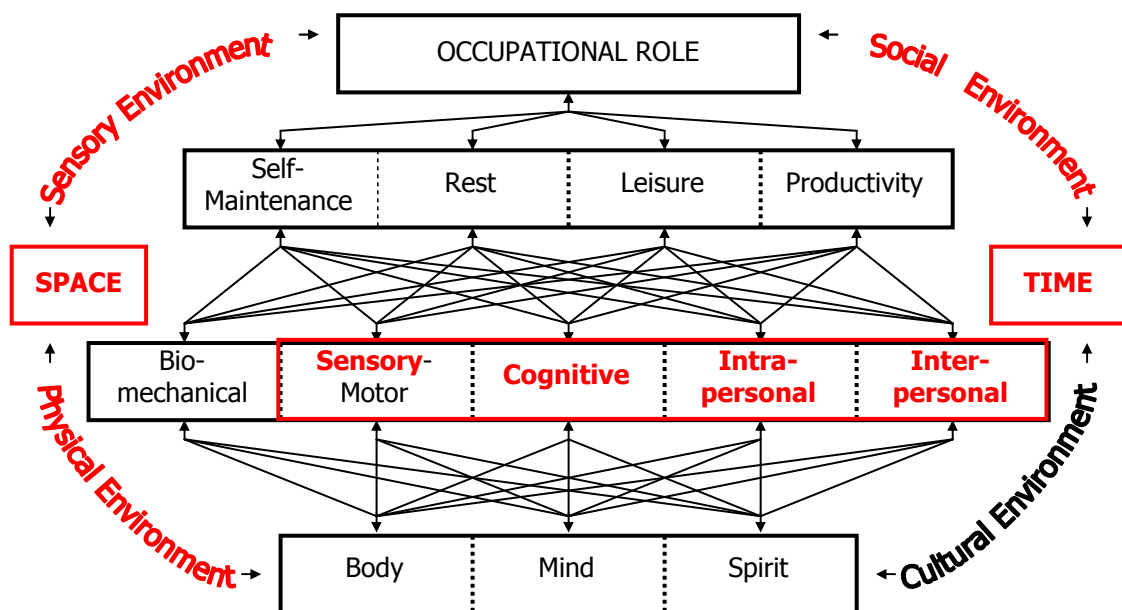 OCCUPATIONAL ROLE
Sensory Environment
Social Environment
Self-
Maintenance
Rest
Leisure
Productivity
SPACE
TIME
Bio-
mechanical
Sensory-
Motor
Cognitive
Intra-
personal
Inter-
personal
Physical Environment
Cultural Environment
Body
Mind
Spirit